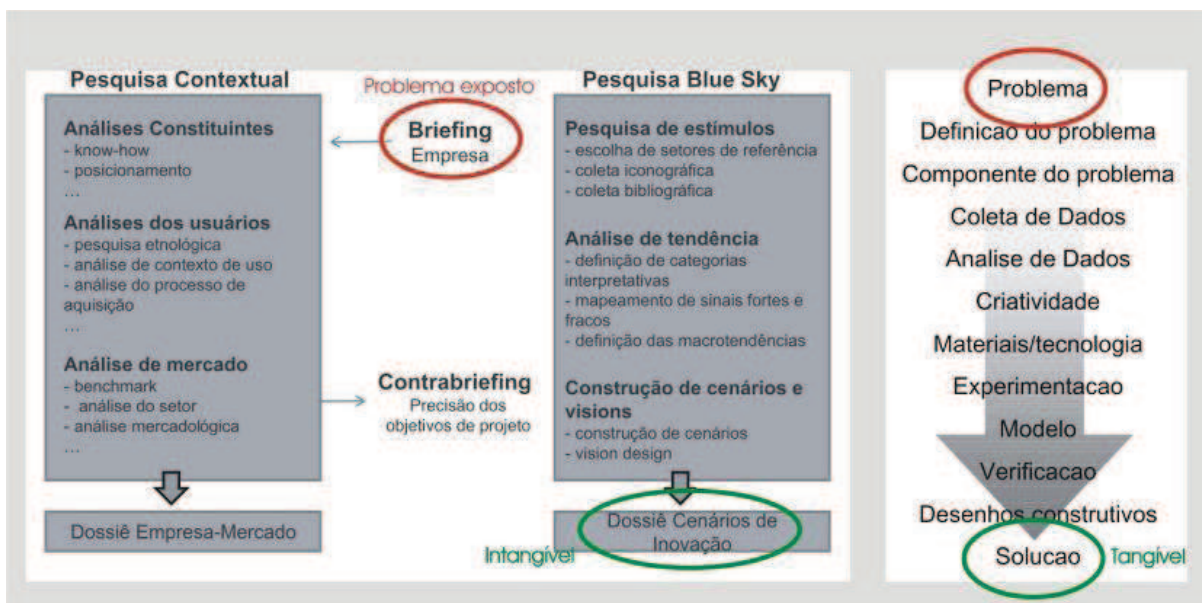 Pesquisa Contextual
Análises Constituintes
- know-how
- posicionamento
...
Análises dos usuários
- pesquisa etnológica
- análise de contexto de uso
- análise do processo de
aquisição
...
Análise de mercado
- benchmark
- análise do setor
- análise mercadológica
...
Dossiê Empresa-Mercado
Problema exposto
Briefing
Empresa
Contrabriefing
Precisão dos
objetivos de projeto
Pesquisa Blue Sky
Pesquisa de estímulos
- escolha de setores de referência
- coleta iconográfica
- coleta bibliográfica
Análise de tendência
- definição de categorias
interpretativas
- mapeamento de sinais fortes e
fracos
- definição das macrotendências
Construção de cenários e
visions
- construção de cenários
- vision design
Dossiê Cenários de
Inovação
Intangível
Problema
Definicao do problema
Componente do problema
Coleta de Dados
Analise de Dados
Criatividade
Materiais/tecnologia
Experimentacao
Modelo
Verificacao
Desenhos construtivos
Solucao
Tangível